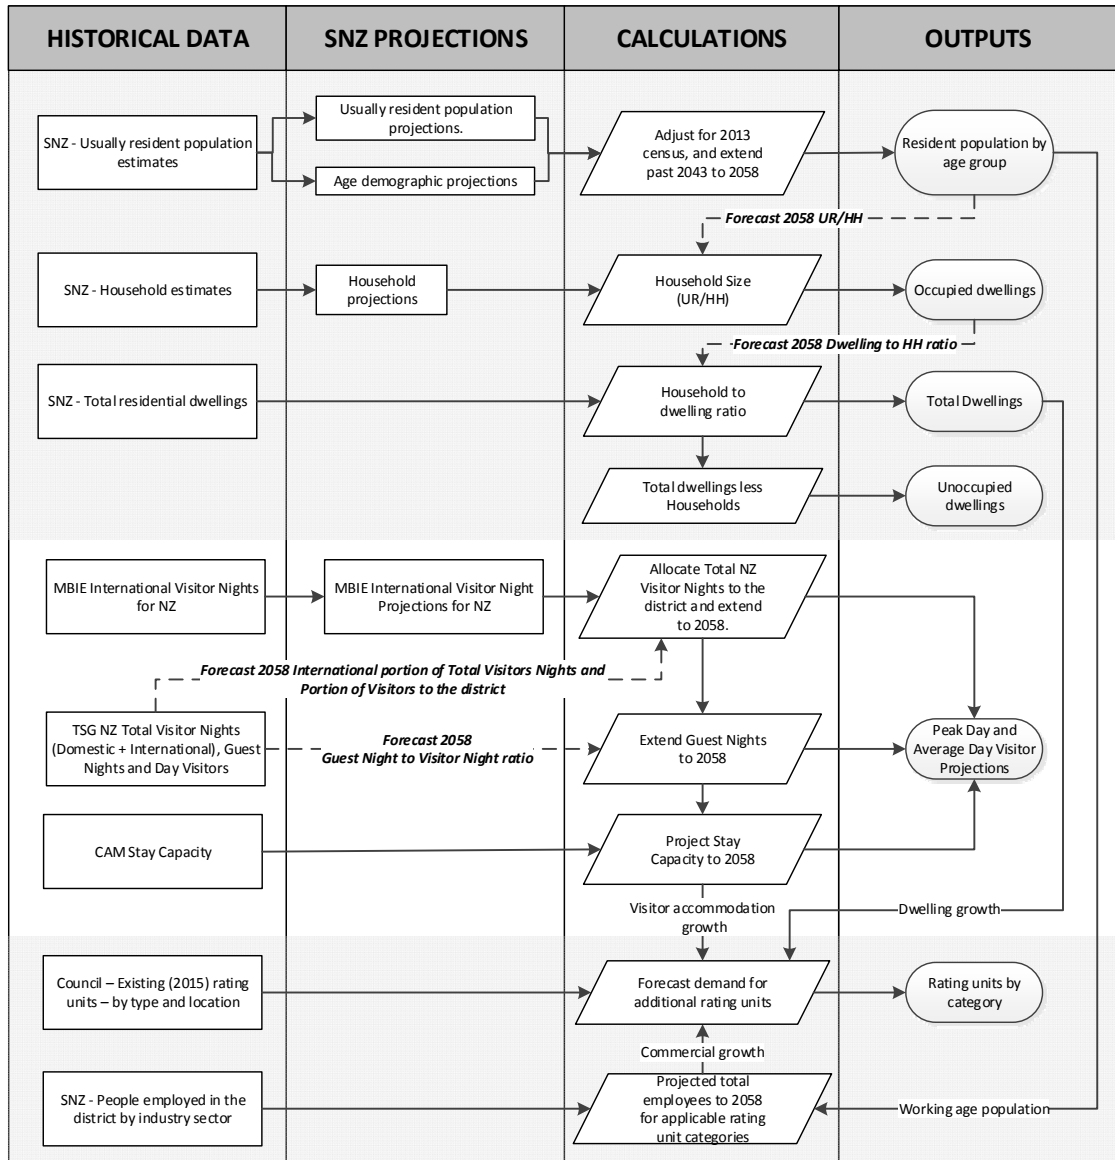 HISTORICAL DATA
SNZ PROJECTIONS
CALCULATIONS
OUTPUTS
SNZ - Usually resident population
estimates
Usually resident population
projections.
Age demographic projections
Adjust for 2013
census, and extend
past 2043 to 2058
Resident population by
age group
Forecast 2058 UR/HH
SNZ - Household estimates
Household
projections
Household Size
(UR/HH)
Occupied dwellings
Forecast 2058 Dwelling to HH ratio
SNZ - Total residential dwellings
Household to
dwelling ratio
Total Dwellings
Total dwellings less
Households
Unoccupied
dwellings
MBIE International Visitor Nights
for NZ
MBIE International Visitor Night
Projections for NZ
Allocate Total NZ
Visitor Nights to the
district and extend
to 2058.
Forecast 2058 International portion of Total Visitors Nights and
Portion of Visitors to the district
TSG NZ Total Visitor Nights
(Domestic + International), Guest
Nights and Day Visitors
Forecast 2058
Guest Night to Visitor Night ratio
Extend Guest Nights
to 2058
Peak Day and
Average Day Visitor
Projections
CAM Stay Capacity
Project Stay
Capacity to 2058
Visitor accommodation
growth
Dwelling growth
Council – Existing (2015) rating
units – by type and location
Forecast demand for
additional rating units
Rating units by
category
Commercial growth
SNZ - People employed in the
district by industry sector
Projected total
employees to 2058
for applicable rating
unit categories
Working age population